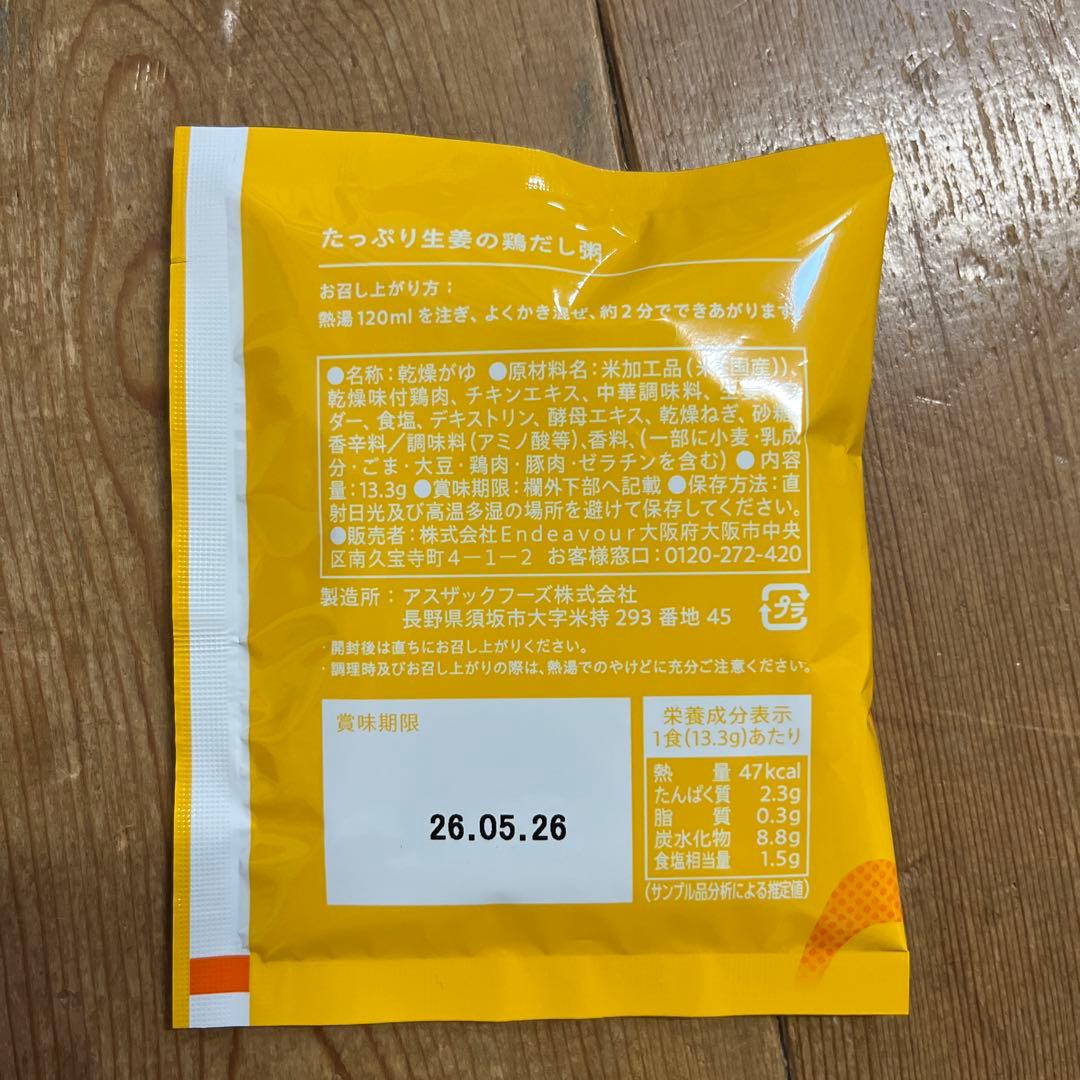 たっぷり生姜の鶏だし粥
お召し上がり方：
熱湯120mlを注ぎ、よくかき混ぜ、約2分でできあがります
●名称：乾燥がゆ ●原材料名：米加工品（米 国産））、
乾燥味付鶏肉、チキンエキス、中華調味料、
ダー、食塩、デキストリン、酵母エキス、乾燥ねぎ、砂糖
香辛料／調味料（アミノ酸等）、香料、（一部に小麦・乳成
分・ごま・大豆・鶏肉・豚肉・ゼラチンを含む）●内容
量：13.3g ●賞味期限：欄外下部へ記載 ●保存方法：直
射日光及び高温多湿の場所を避けて保存してください。
●販売者：株式会社Endeavour大阪府大阪市中央
区南久宝寺町4－1－2 お客様窓口：0120-272-420
製造所：アスザックフーズ株式会社
長野県須坂市大字米持 293 番地 45
プラ
・開封後は直ちにお召し上がりください。
・調理時及びお召し上がりの際は、熱湯でのやけどに充分ご注意ください。
賞味期限
26.05.26
栄養成分表示
1食(13.3g)あたり
熱量 47kcal
たんぱく質 2.3g
脂質 0.3g
炭水化物 8.8g
食塩相当量 1.5g
(サンプル品分析による推定値)